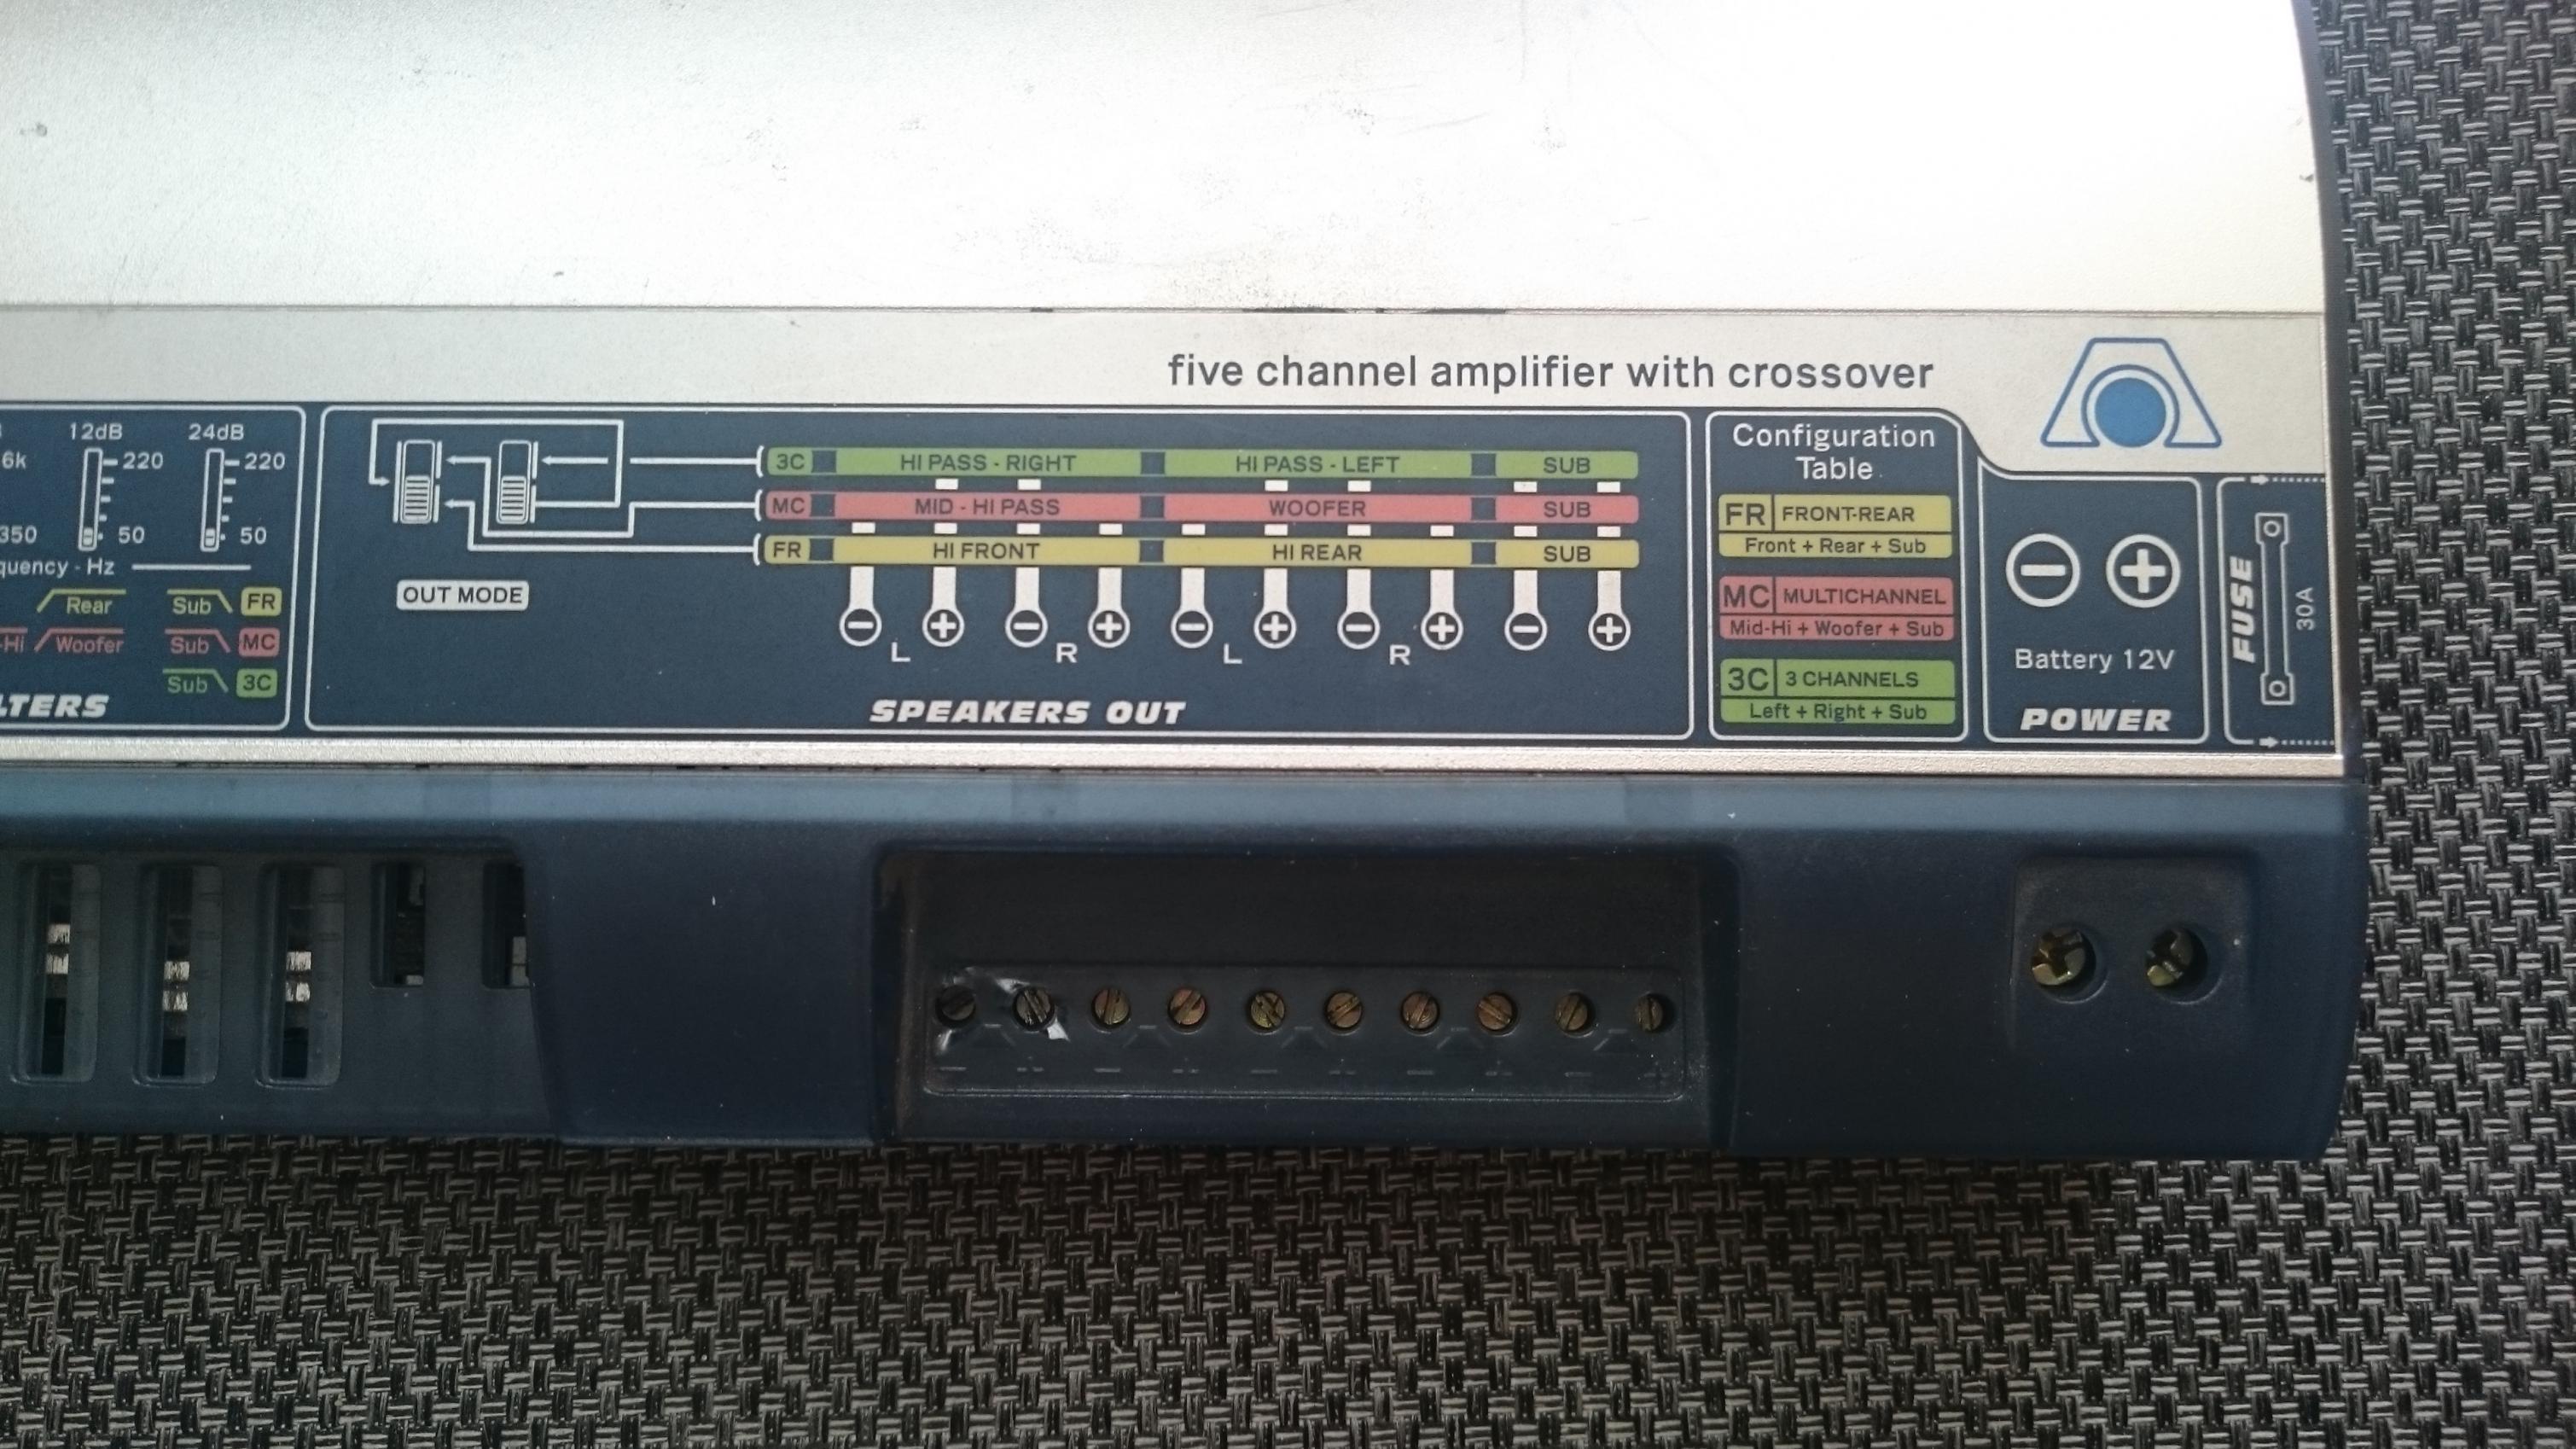 five channel amplifier with crossover
12dB
24dB
6k
220
220
350
50
50
quency - Hz
Rear
Sub
FR
-Hi
Woofer
Sub
MC
Sub
3C
LTERS
OUT MODE
3C HI PASS - RIGHT HI PASS - LEFT SUB
MC MID - HI PASS WOOFER SUB
FR HI FRONT HI REAR SUB
− + − + − + − + − +
L R L R
SPEAKERS OUT
Configuration
Table
FR FRONT-REAR
Front + Rear + Sub
MC MULTICHANNEL
Mid-Hi + Woofer + Sub
3C 3 CHANNELS
Left + Right + Sub
− +
Battery 12V
POWER
FUSE
30A